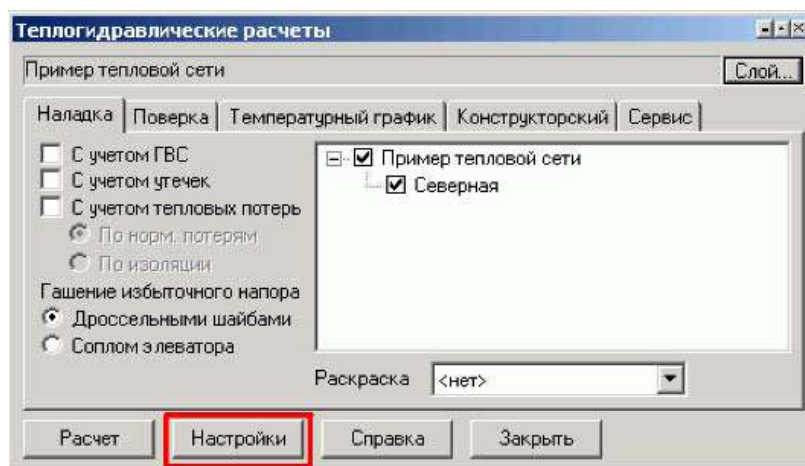 Теплогидравлические расчеты
Пример тепловой сети
Слой...
Наладка Поверка Температурный график Конструкторский Сервис
С учетом ГВС
С учетом утечек
С учетом тепловых потерь
По норм. потерям
По изоляции
Гашение избыточного напора
Дроссельными шайбами
Соплом элеватора
Пример тепловой сети
Северная
Раскраска <нет>
Расчет Настройки Справка Закрыть